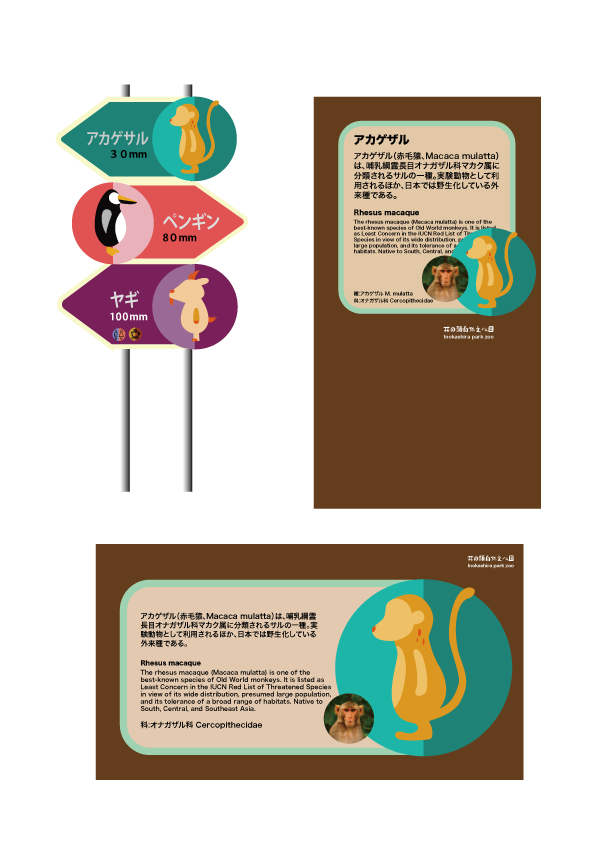 アカゲサル
３０mm
ペンギン
80mm
ヤギ
100mm
アカゲザル
アカゲザル（赤毛猿、Macaca mulatta）
は、哺乳綱霊長目オナガザル科マカク属に
分類されるサルの一種。実験動物として利
用されるほか、日本では野生化している外
来種である。
Rhesus macaque
The rhesus macaque (Macaca mulatta) is one of the
best-known species of Old World monkeys. It is listed
as Least Concern in the IUCN Red List of
Species in view of its wide distribution,
large population, and its tolerance of a
habitats. Native to South, Central, and
種:アカゲザル M. mulatta
科:オナガザル科 Cercopithecidae
井の頭自然文化園
Inokashira park zoo
井の頭自然文化園
Inokashira park zoo
アカゲザル（赤毛猿、Macaca mulatta）は、哺乳綱霊
長目オナガザル科マカク属に分類されるサルの一種。実
験動物として利用されるほか、日本では野生化している
外来種である。
Rhesus macaque
The rhesus macaque (Macaca mulatta) is one of the
best-known species of Old World monkeys. It is listed as
Least Concern in the IUCN Red List of Threatened Species
in view of its wide distribution, presumed large population,
and its tolerance of a broad range of habitats. Native to
South, Central, and Southeast Asia.
科:オナガザル科 Cercopithecidae